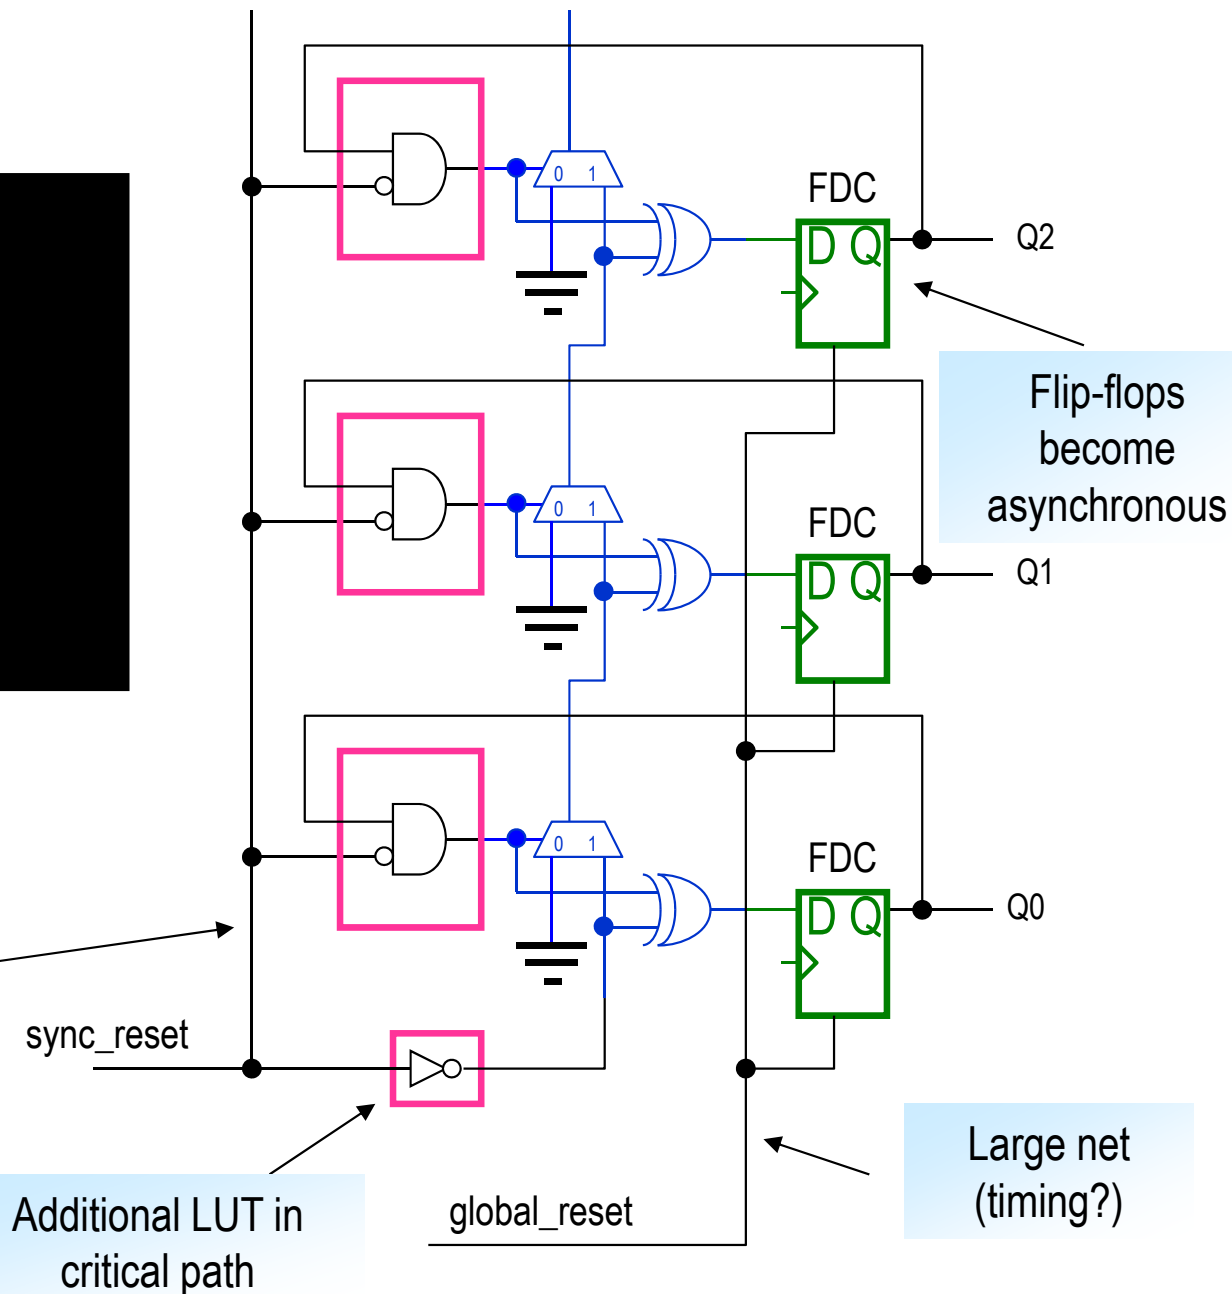 FDC
0 1
D Q
Q2
Flip-flops
become
asynchronous
FDC
0 1
D Q
Q1
FDC
0 1
D Q
Q0
sync_reset
Large net
(timing?)
Additional LUT in
critical path
global_reset